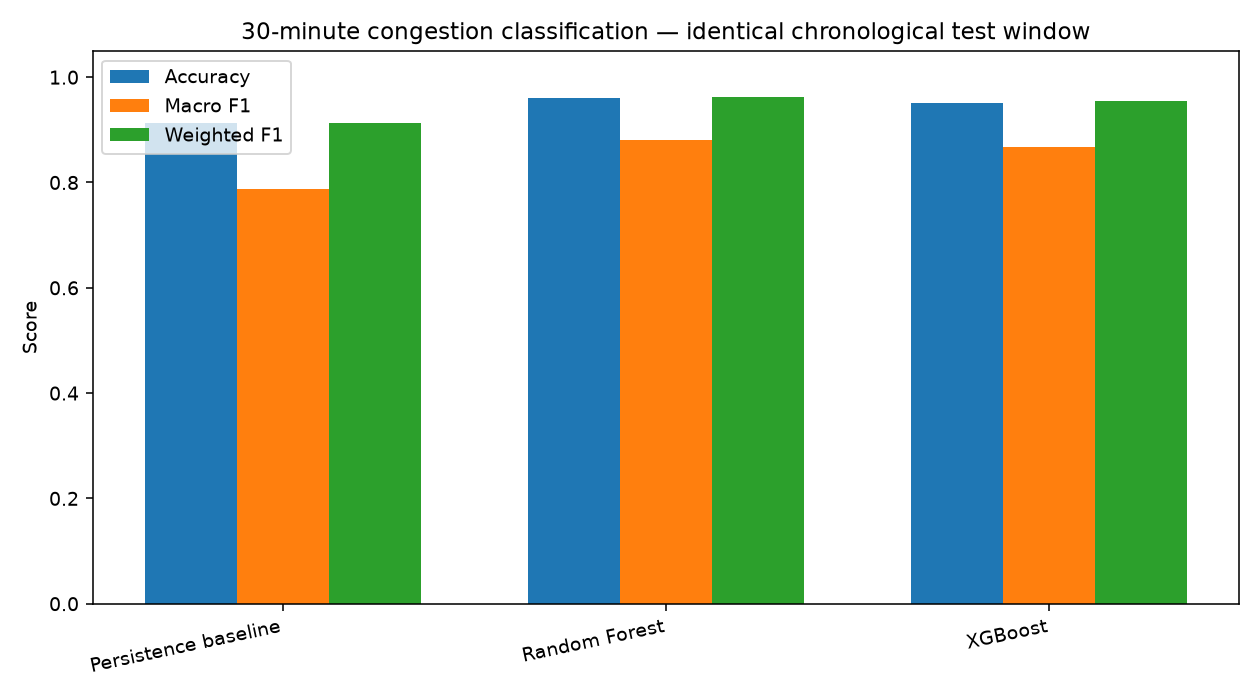 30-minute congestion classification — identical chronological test window
Accuracy
Macro F1
Weighted F1
Score
1.0
0.8
0.6
0.4
0.2
0.0
Persistence baseline
Random Forest
XGBoost